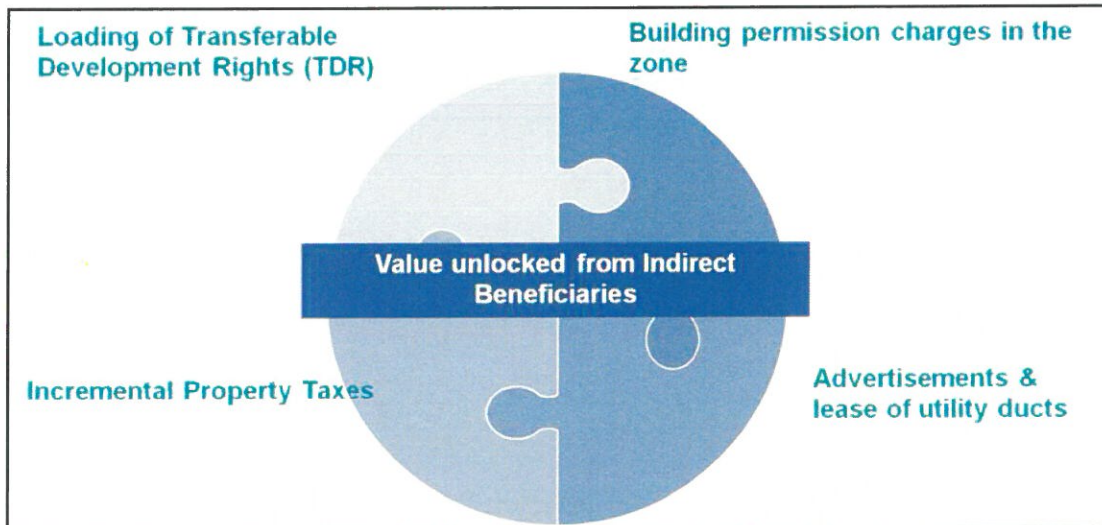 Loading of Transferable
Development Rights (TDR)
Building permission charges in the
zone
Value unlocked from Indirect
Beneficiaries
Incremental Property Taxes
Advertisements &
lease of utility ducts